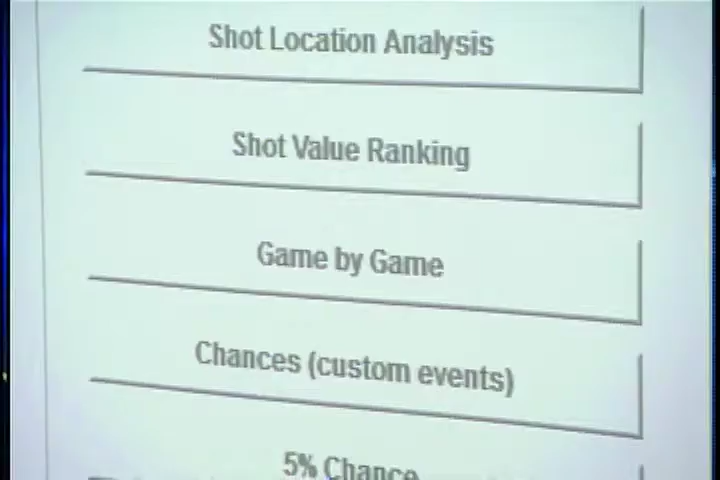 Shot Location Analysis
Shot Value Ranking
Game by Game
Chances (custom events)
5% Chance